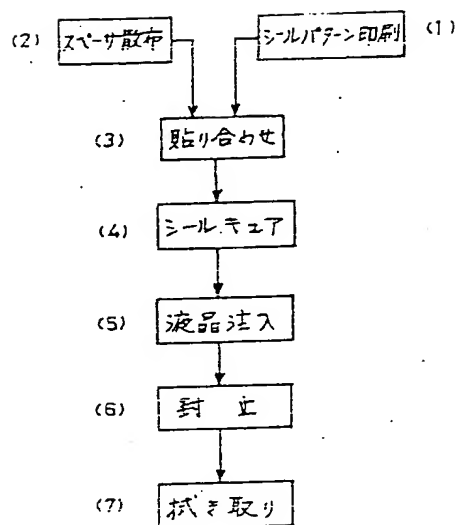 (2) スペーサ散布 シールパターン印刷 (1)
(3) 貼り合わせ
(4) シール.キュア
(5) 液晶注入
(6) 封止
(7) 拭き取り